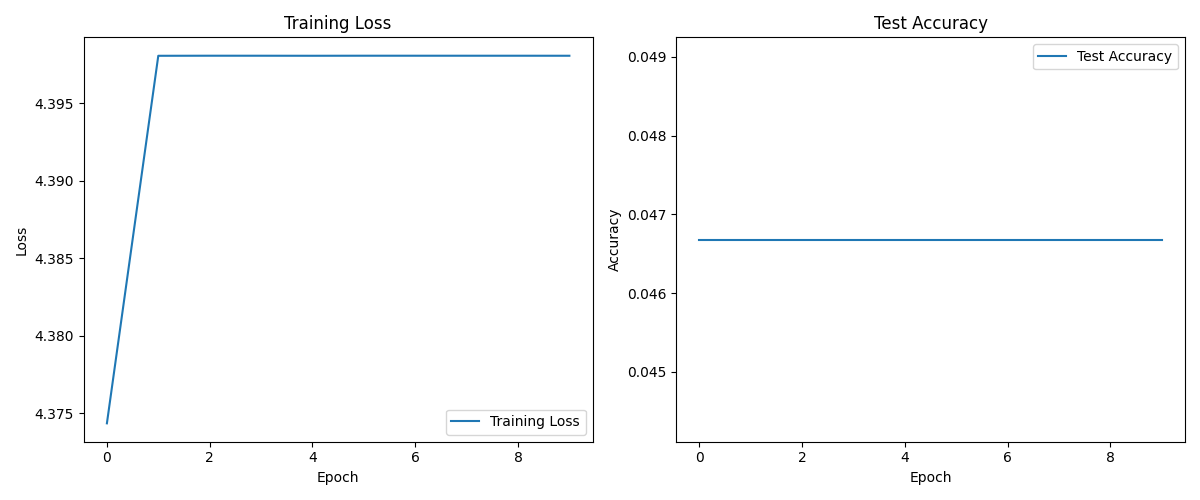 Training Loss
4.395
4.390
4.385
4.380
4.375
Loss
0
2
4
6
8
Epoch
Training Loss
Test Accuracy
0.049
0.048
0.047
0.046
0.045
Accuracy
0
2
4
6
8
Epoch
Test Accuracy